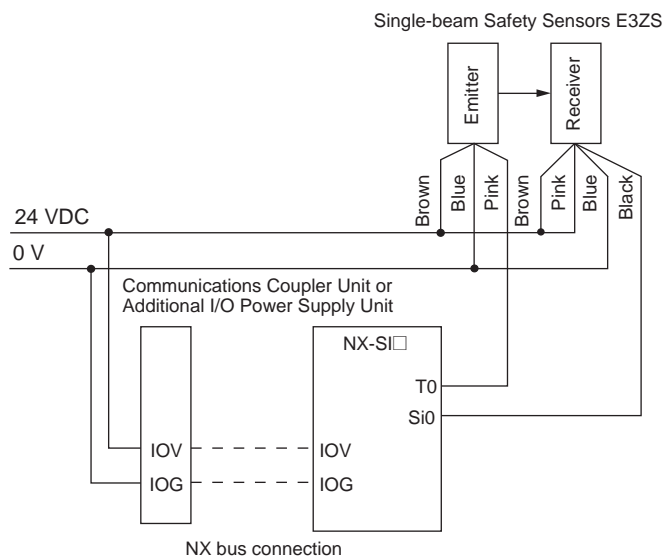 Single-beam Safety Sensors E3ZS
Emitter
Receiver
Brown
Blue
Pink
Brown
Pink
Blue
Black
24 VDC
0 V
Communications Coupler Unit or
Additional I/O Power Supply Unit
NX-SI□
T0
Si0
IOV
IOV
IOG
IOG
NX bus connection